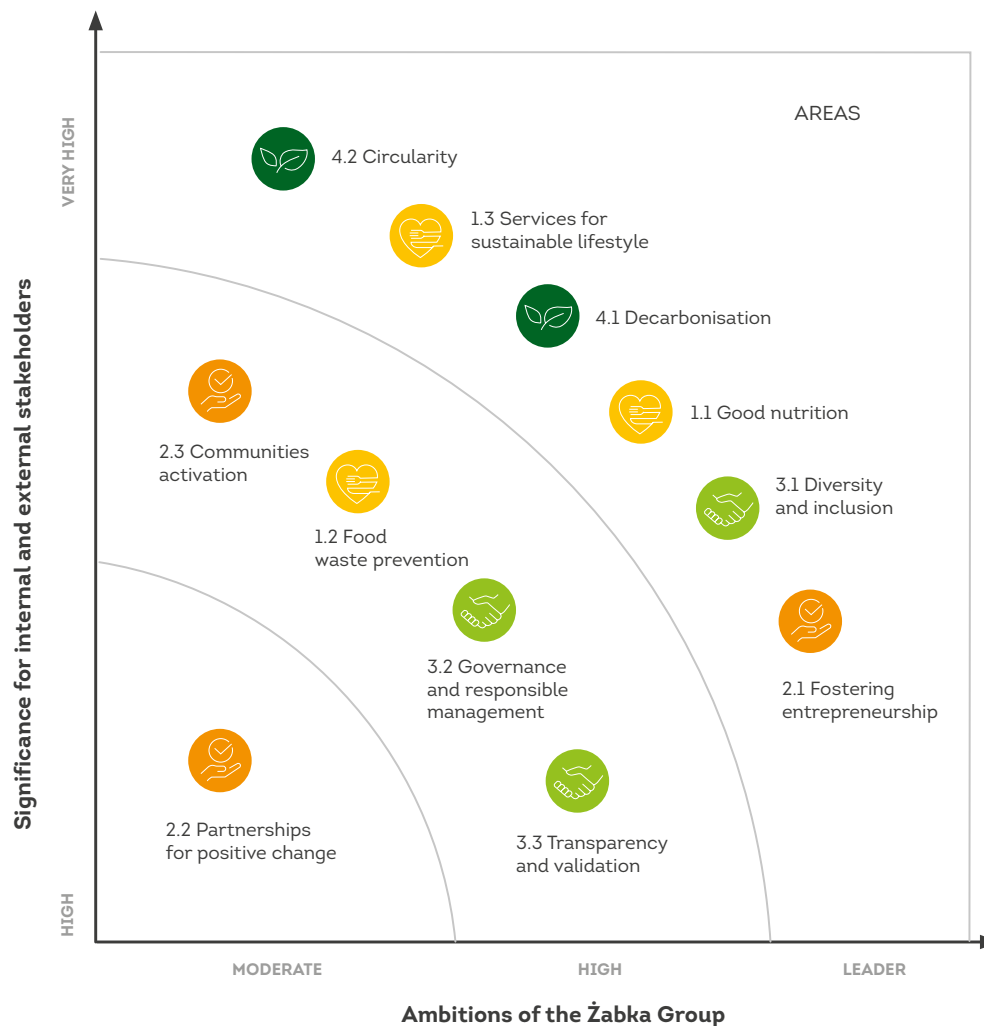 AREAS
VERY HIGH
4.2 Circularity
1.3 Services for
sustainable lifestyle
4.1 Decarbonisation
Significance for internal and external stakeholders
1.1 Good nutrition
2.3 Communities
activation
3.1 Diversity
and inclusion
1.2 Food
waste prevention
3.2 Governance
and responsible
management
2.1 Fostering
entrepreneurship
2.2 Partnerships
for positive change
3.3 Transparency
and validation
HIGH
MODERATE
HIGH
LEADER
Ambitions of the Żabka Group